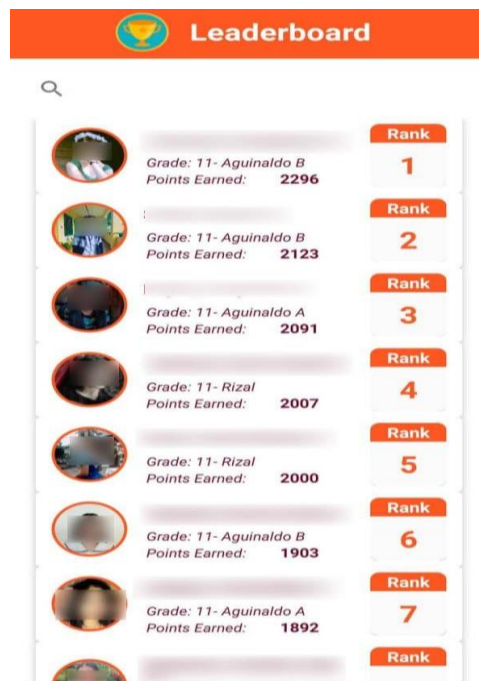 Leaderboard
Rank
1
Grade: 11- Aguinaldo B
Points Earned: 2296
Rank
2
Grade: 11- Aguinaldo B
Points Earned: 2123
Rank
3
Grade: 11- Aguinaldo A
Points Earned: 2091
Rank
4
Grade: 11- Rizal
Points Earned: 2007
Rank
5
Grade: 11- Rizal
Points Earned: 2000
Rank
6
Grade: 11- Aguinaldo B
Points Earned: 1903
Rank
7
Grade: 11- Aguinaldo A
Points Earned: 1892
Rank